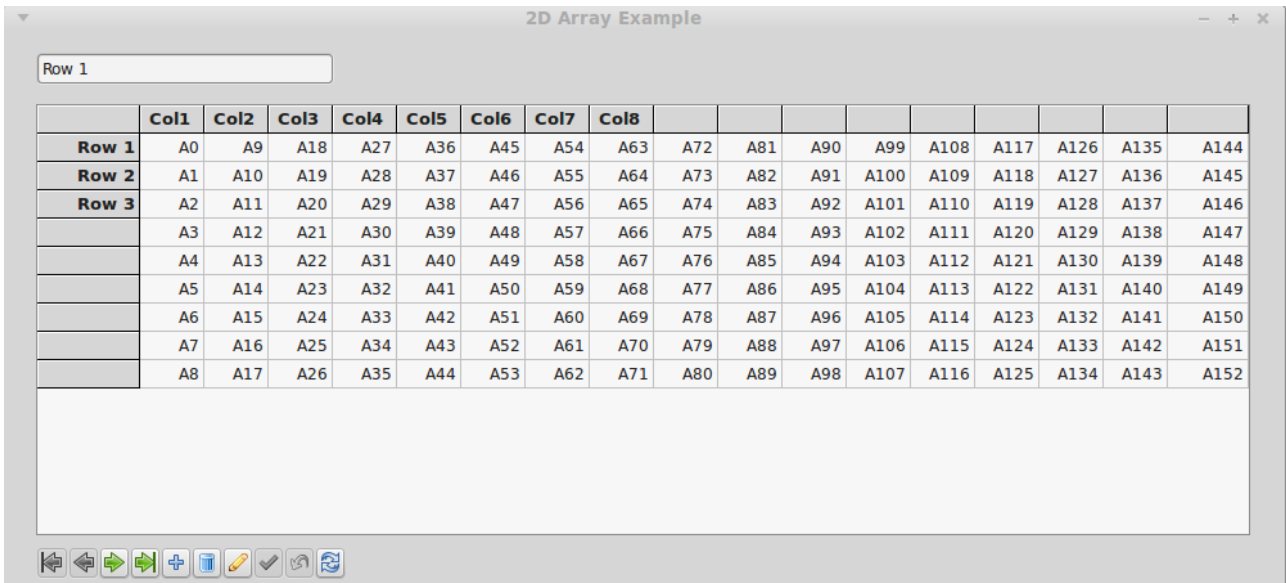 2D Array Example
Row 1
Col1 Col2 Col3 Col4 Col5 Col6 Col7 Col8
Row 1 A0 A9 A18 A27 A36 A45 A54 A63 A72 A81 A90 A99 A108 A117 A126 A135 A144
Row 2 A1 A10 A19 A28 A37 A46 A55 A64 A73 A82 A91 A100 A109 A118 A127 A136 A145
Row 3 A2 A11 A20 A29 A38 A47 A56 A65 A74 A83 A92 A101 A110 A119 A128 A137 A146
A3 A12 A21 A30 A39 A48 A57 A66 A75 A84 A93 A102 A111 A120 A129 A138 A147
A4 A13 A22 A31 A40 A49 A58 A67 A76 A85 A94 A103 A112 A121 A130 A139 A148
A5 A14 A23 A32 A41 A50 A59 A68 A77 A86 A95 A104 A113 A122 A131 A140 A149
A6 A15 A24 A33 A42 A51 A60 A69 A78 A87 A96 A105 A114 A123 A132 A141 A150
A7 A16 A25 A34 A43 A52 A61 A70 A79 A88 A97 A106 A115 A124 A133 A142 A151
A8 A17 A26 A35 A44 A53 A62 A71 A80 A89 A98 A107 A116 A125 A134 A143 A152